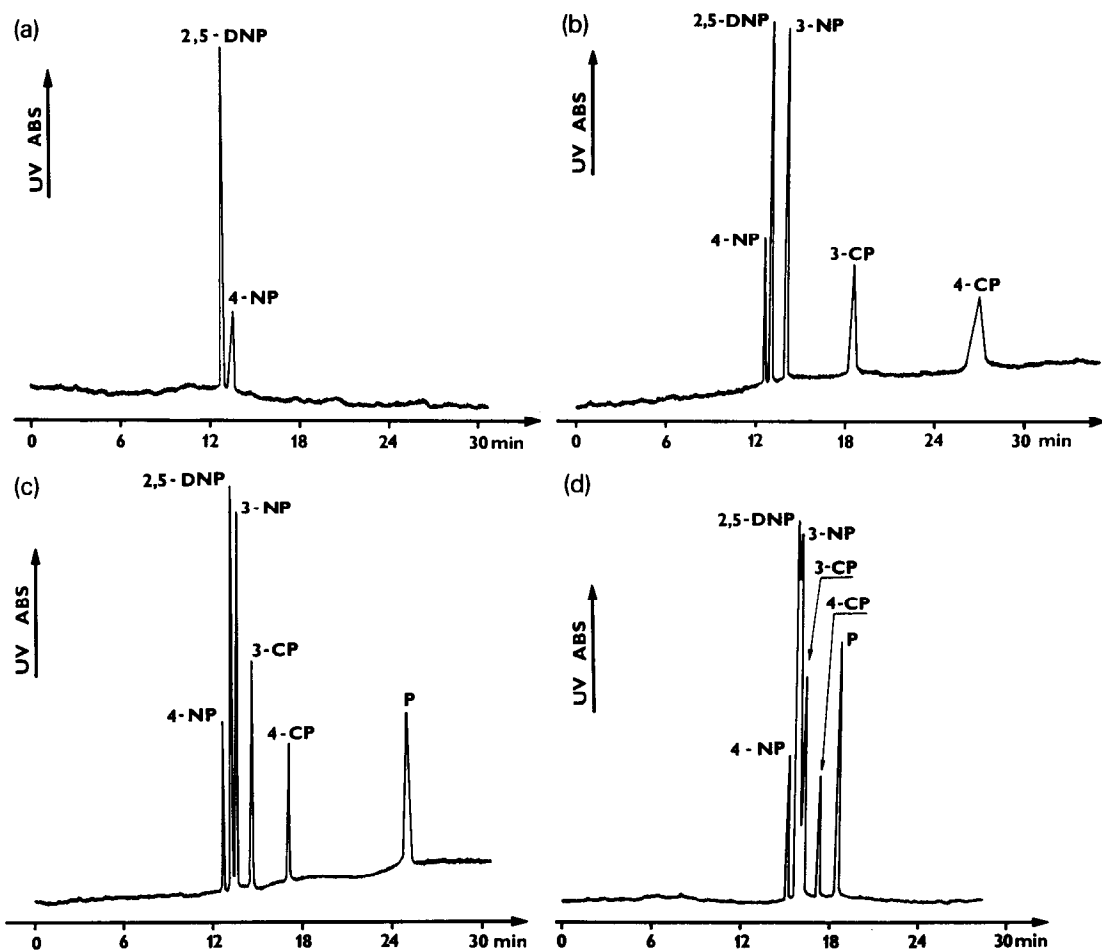 (a)
2,5-DNP
UV ABS
4-NP
0 6 12 18 24 30 min
(b)
2,5-DNP 3-NP
UV ABS
4-NP
3-CP
4-CP
0 6 12 18 24 30 min
(c)
2,5-DNP
3-NP
UV ABS
3-CP
4-NP
4-CP
P
0 6 12 18 24 30 min
(d)
2,5-DNP
3-NP
3-CP
4-CP
UV ABS
P
4-NP
0 6 12 18 24 30 min